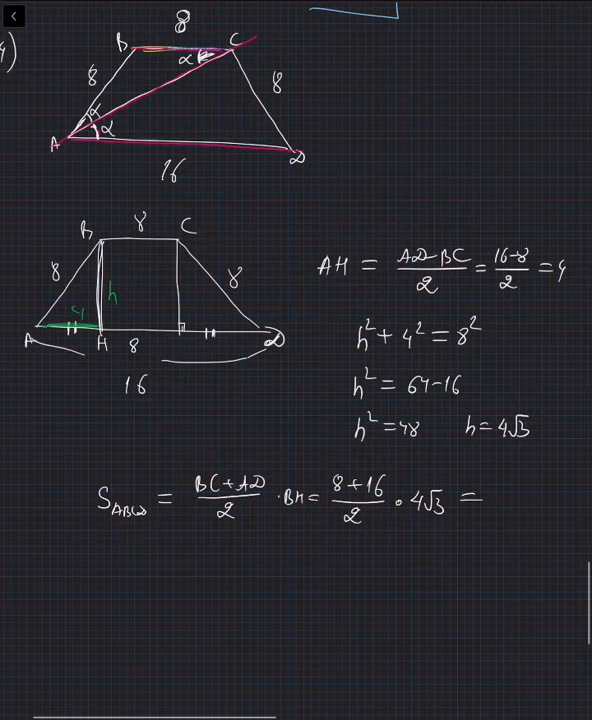 4)
8
B
C
α
8
α
8
α
A
D
16
B
8
C
8
h
8
4
A
H
8
D
16
AH = (AD-BC)/2 = (16-8)/2 = 4
h² + 4² = 8²
h² = 64-16
h² = 48 h = 4√3
S_ABCD = (BC+AD)/2 · BH = (8+16)/2 · 4√3 =